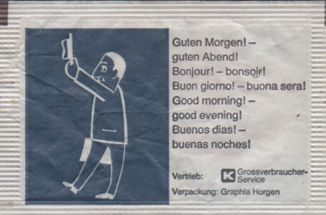 Guten Morgen! –
guten Abend!
Bonjour! – bonsoir!
Buon giorno! – buona sera!
Good morning! –
good evening!
Buenos dias! –
buenas noches!
Vertrieb: K Grossverbraucher-
Service
Verpackung: Graphia Horgen